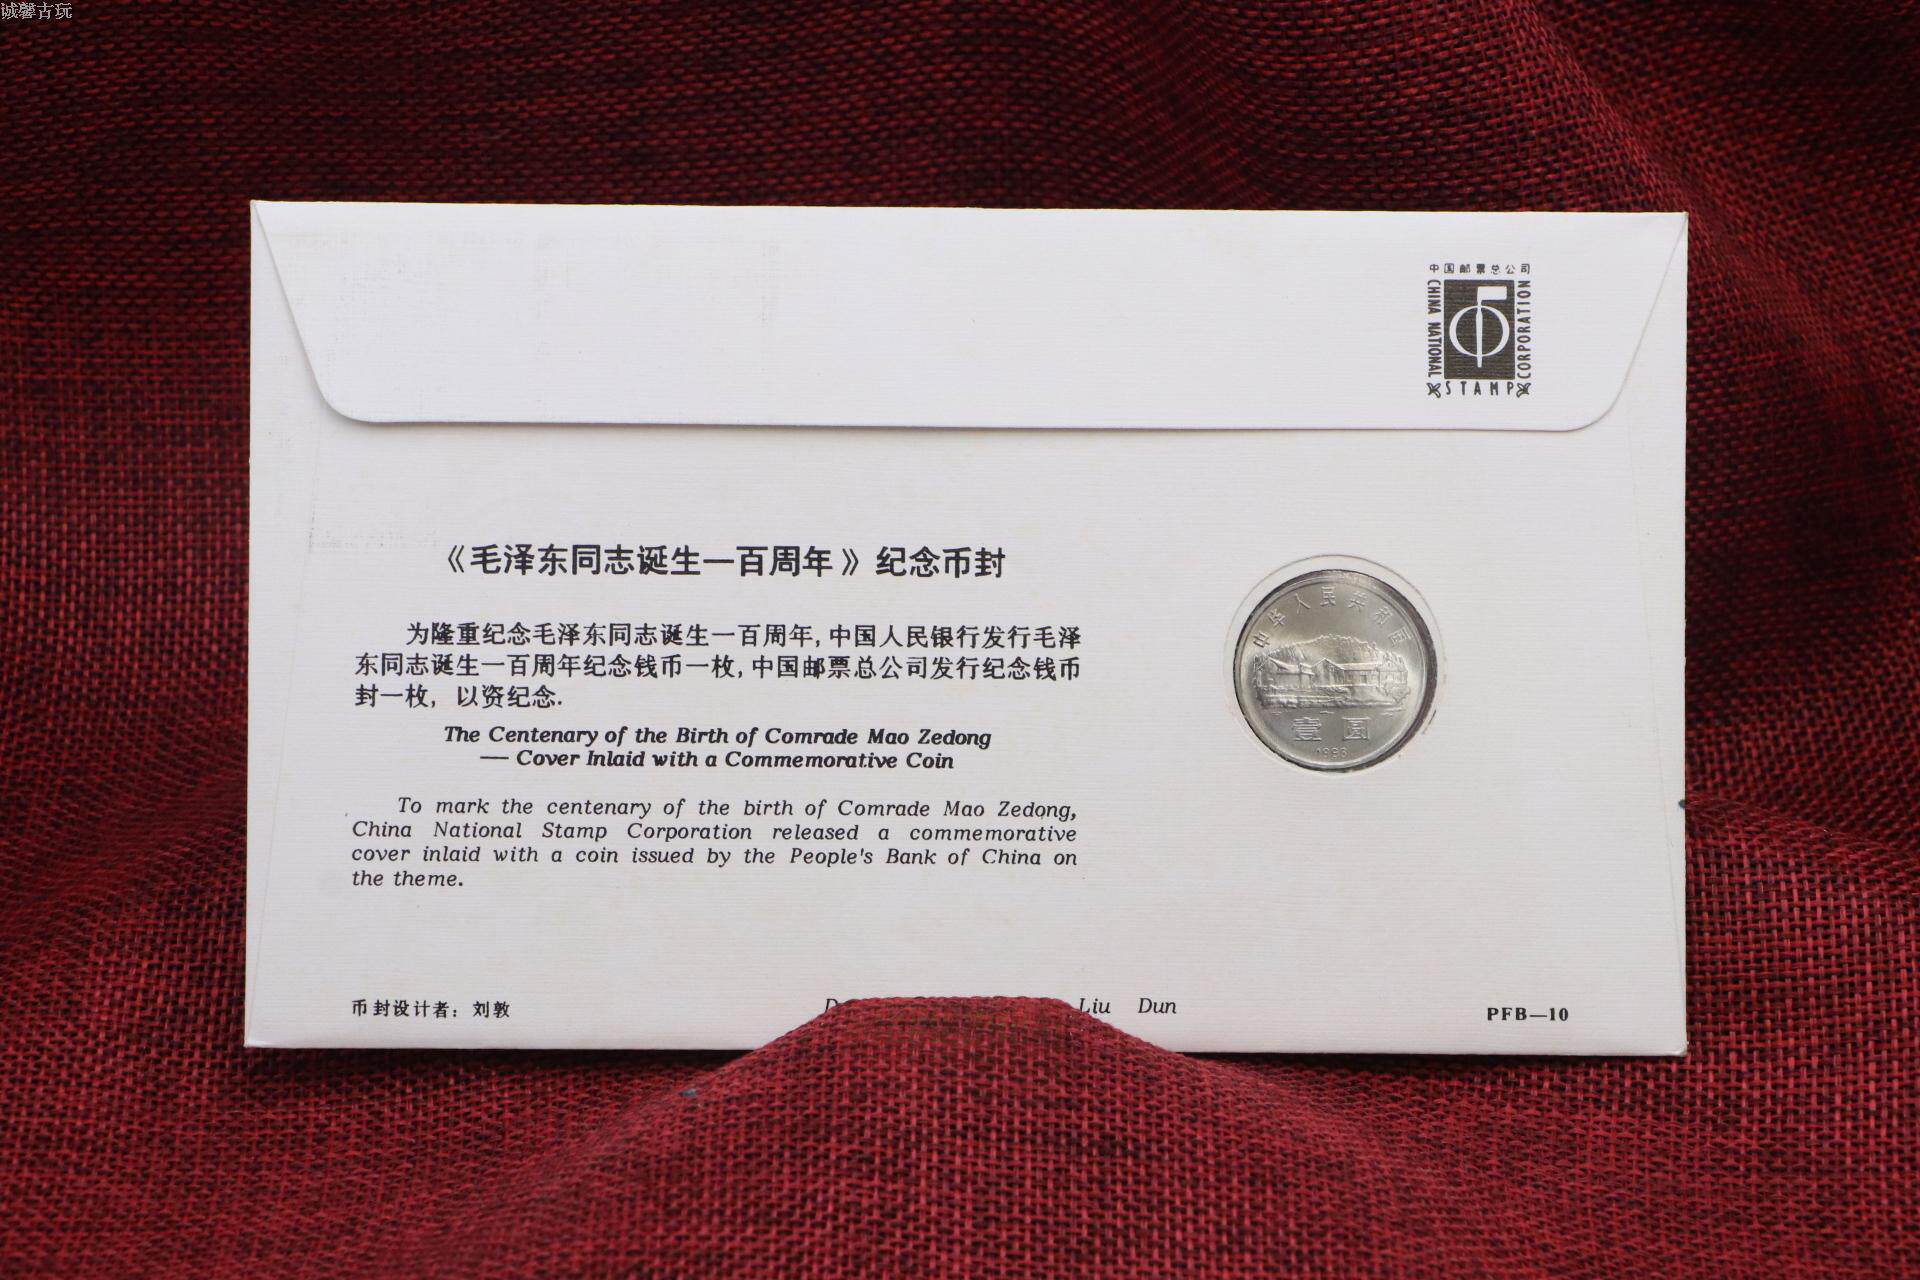 诚馨古玩
中国邮票总公司
CHINA NATIONAL
STAMP
CORPORATION
《毛泽东同志诞生一百周年》纪念币封
为隆重纪念毛泽东同志诞生一百周年,中国人民银行发行毛泽
东同志诞生一百周年纪念钱币一枚,中国邮票总公司发行纪念钱币
封一枚，以资纪念.
The Centenary of the Birth of Comrade Mao Zedong
— Cover Inlaid with a Commemorative Coin
To mark the centenary of the birth of Comrade Mao Zedong,
China National Stamp Corporation released a commemorative
cover inlaid with a coin issued by the People's Bank of China on
the theme.
中华人民共和国
壹圆
1993
币封设计者：刘敦
Liu Dun
PFB—10